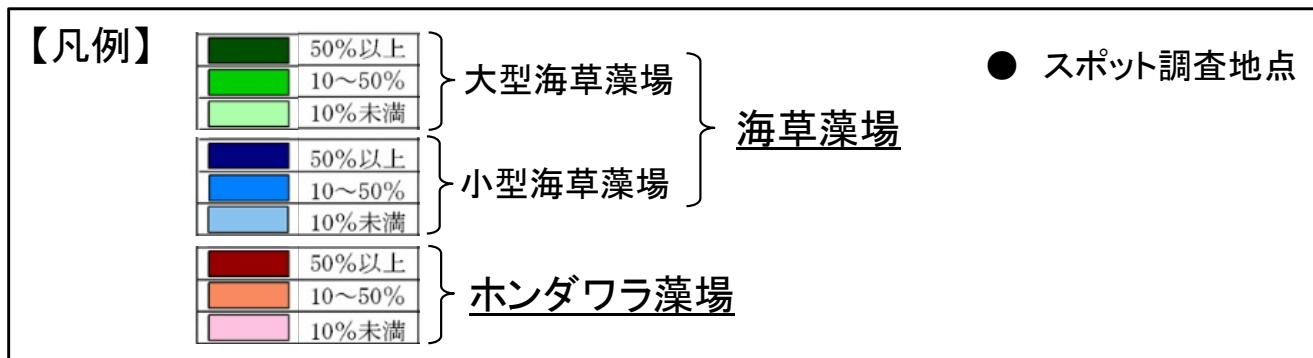 【凡例】
50%以上
10～50%
10%未満
大型海草藻場
50%以上
10～50%
10%未満
小型海草藻場
海草藻場
50%以上
10～50%
10%未満
ホンダワラ藻場
● スポット調査地点